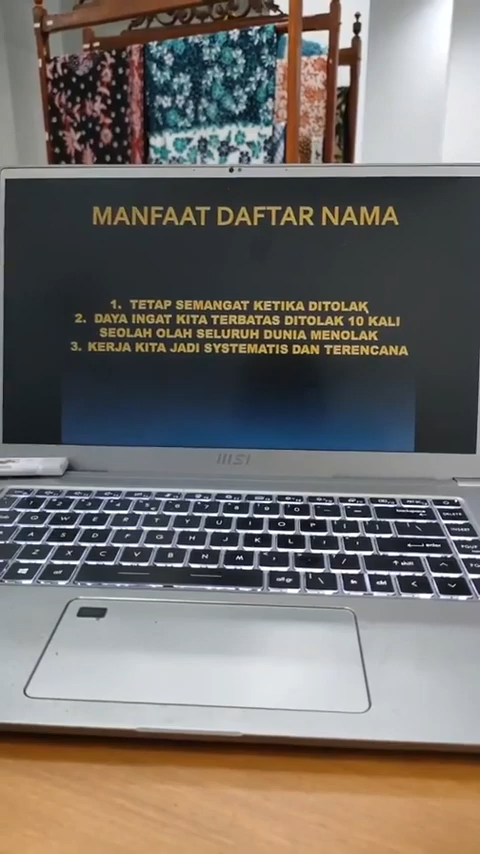 MANFAAT DAFTAR NAMA
1. TETAP SEMANGAT KETIKA DITOLAK
2. DAYA INGAT KITA TERBATAS DITOLAK 10 KALI
SEOLAH OLAH SELURUH DUNIA MENOLAK
3. KERJA KITA JADI SYSTEMATIS DAN TERENCANA
msi
Q W E R T Y U I O P
A S D F G H J K L
Z X C V B N M